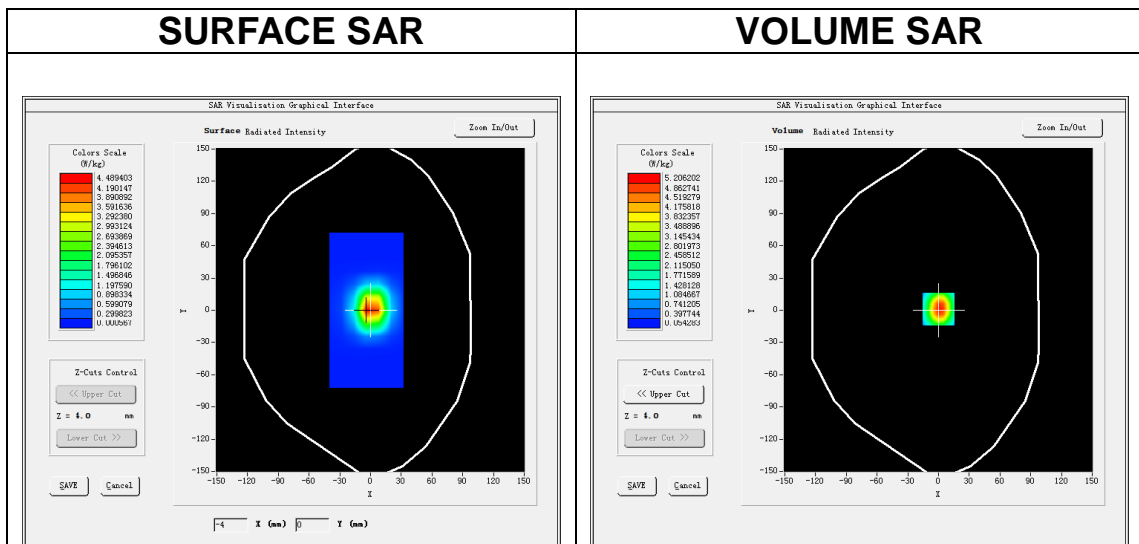 SURFACE SAR
VOLUME SAR
SAR Visualisation Graphical Interface
Surface Radiated Intensity
Zoom In/Out
Colors Scale
(W/kg)
4.489403
4.190147
3.890892
3.591636
3.292380
2.993124
2.693869
2.394613
2.095357
1.796102
1.496846
1.197590
0.898334
0.599079
0.299823
0.000567
Z-Cuts Control
<< Upper Cut
Z = 4.0 mm
Lower Cut >>
SAVE Cancel
150
120
90
60
30
0
-30
-60
-90
-120
-150
Y
-150 -120 -90 -60 -30 0 30 60 90 120 150
X
-4 X (mm) 0 Y (mm)
SAR Visualisation Graphical Interface
Volume Radiated Intensity
Zoom In/Out
Colors Scale
(W/kg)
5.206202
4.862741
4.519279
4.175818
3.832357
3.488896
3.145434
2.801973
2.458512
2.115050
1.771589
1.428128
1.084667
0.741205
0.397744
0.054283
Z-Cuts Control
<< Upper Cut
Z = 4.0 mm
Lower Cut >>
SAVE Cancel
150
120
90
60
30
0
-30
-60
-90
-120
-150
Y
-150 -120 -90 -60 -30 0 30 60 90 120 150
X